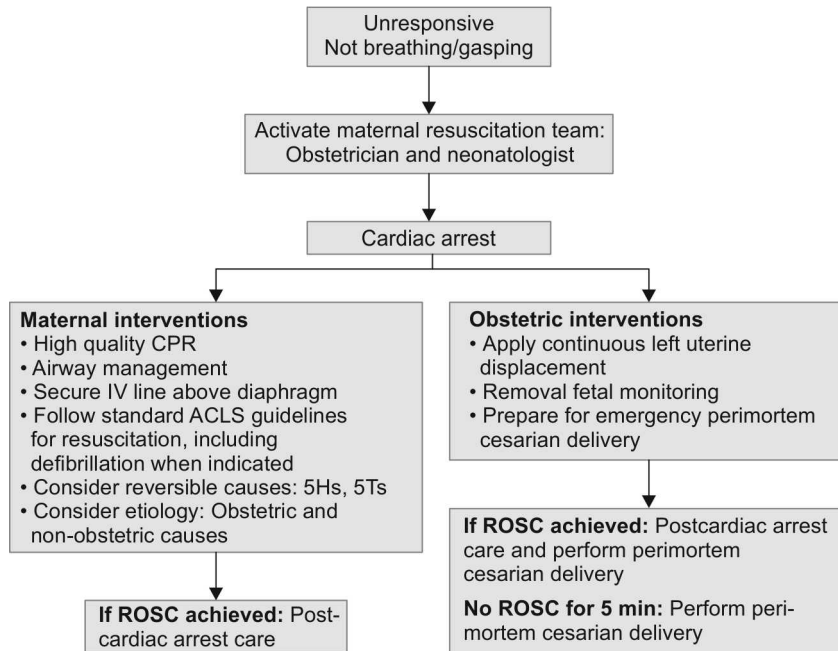 Unresponsive
Not breathing/gasping
Activate maternal resuscitation team:
Obstetrician and neonatologist
Cardiac arrest
Maternal interventions
• High quality CPR
• Airway management
• Secure IV line above diaphragm
• Follow standard ACLS guidelines
for resuscitation, including
defibrillation when indicated
• Consider reversible causes: 5Hs, 5Ts
• Consider etiology: Obstetric and
non-obstetric causes
If ROSC achieved: Post-
cardiac arrest care
Obstetric interventions
• Apply continuous left uterine
displacement
• Removal fetal monitoring
• Prepare for emergency perimortem
cesarian delivery
If ROSC achieved: Postcardiac arrest
care and perform perimortem
cesarian delivery
No ROSC for 5 min: Perform peri-
mortem cesarian delivery